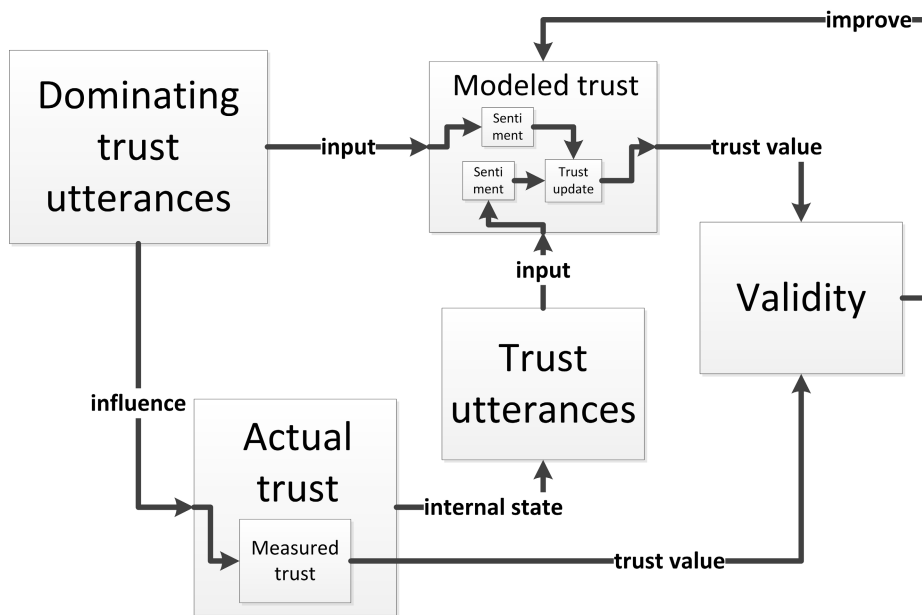 improve
Dominating
trust
utterances
input
Modeled trust
Senti
ment
Senti
ment
Trust
update
trust value
input
Validity
Trust
utterances
influence
Actual
trust
internal state
Measured
trust
trust value